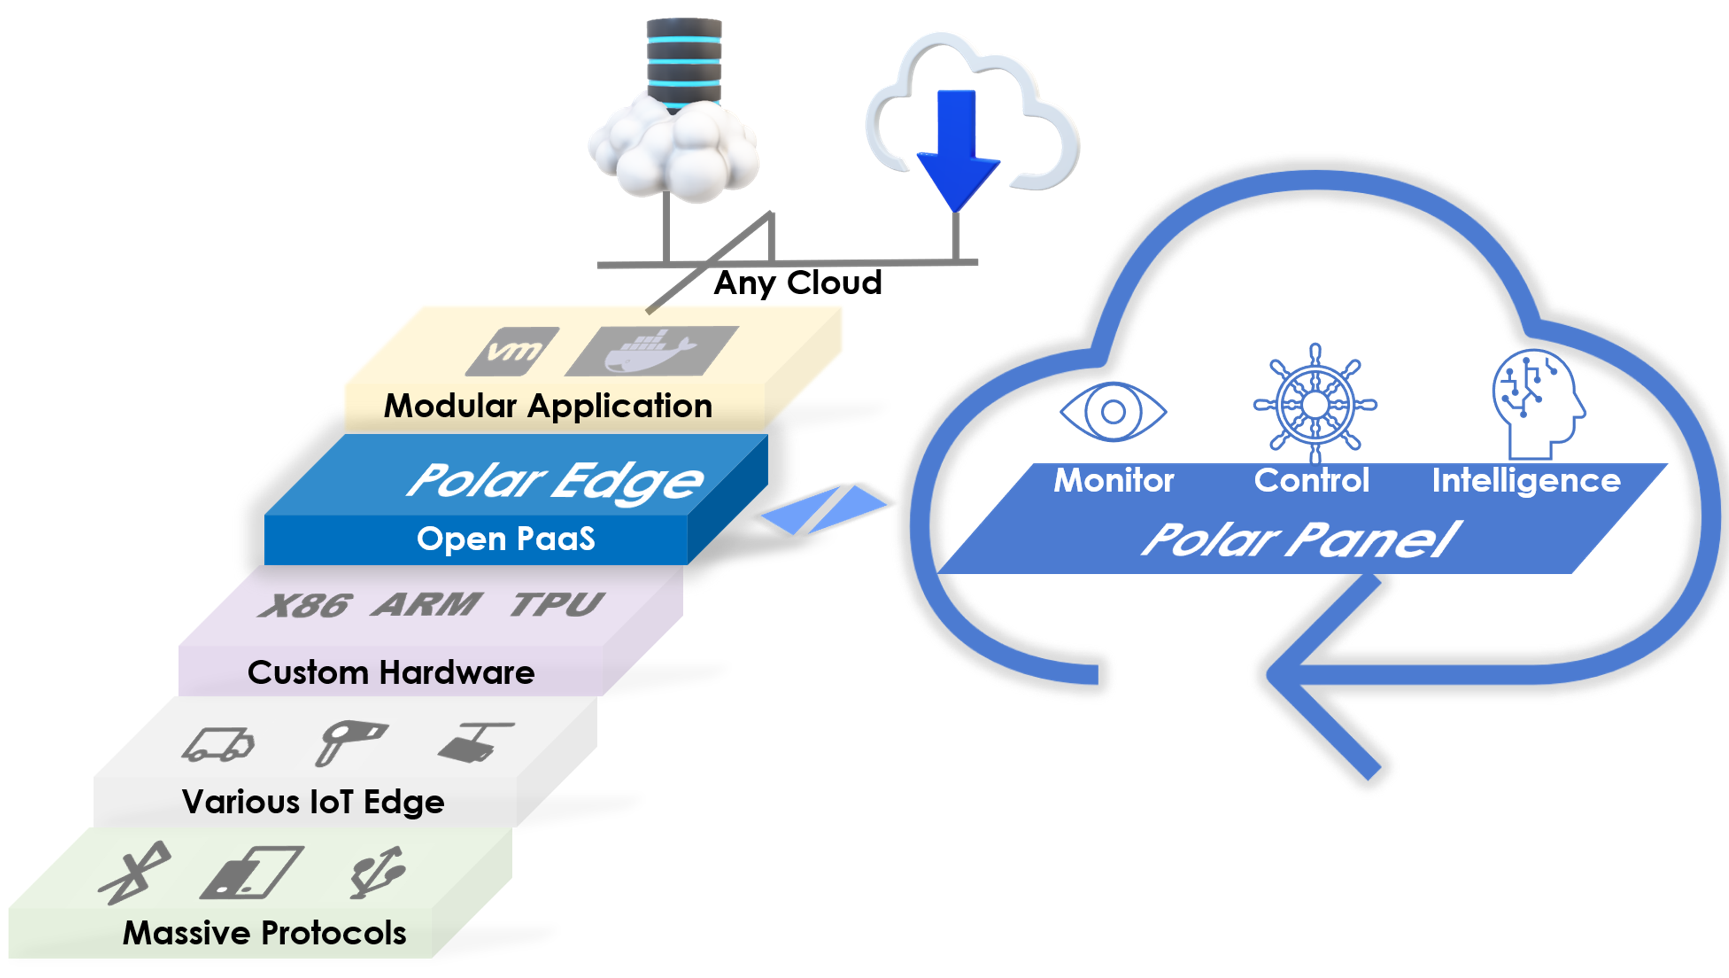 Any Cloud
vm
Modular Application
Polar Edge
Open PaaS
X86 ARM TPU
Custom Hardware
Various IoT Edge
Massive Protocols
Monitor Control Intelligence
Polar Panel